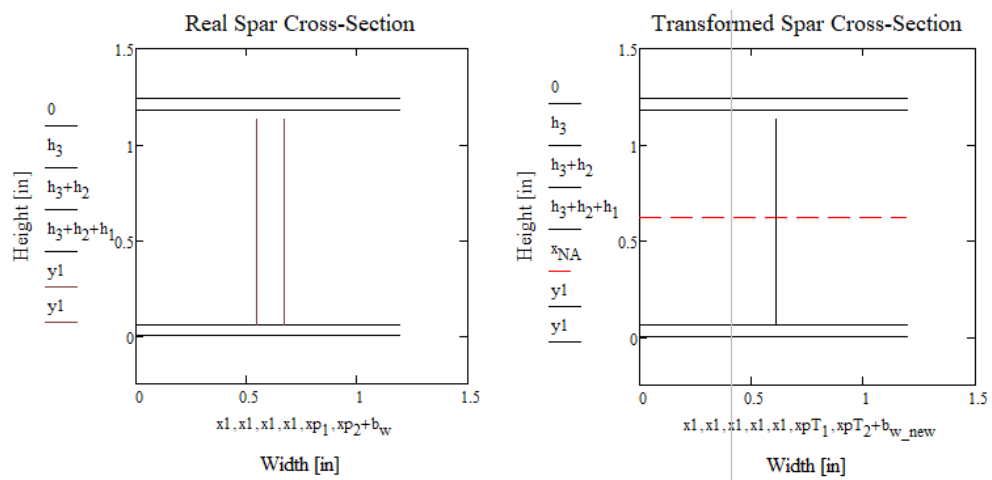 Real Spar Cross-Section
1.5
1
0.5
0
0
h3
h3+h2
h3+h2+h1
y1
y1
Height [in]
0
0.5
1
1.5
x1,x1,x1,x1,xp1,xp2+bw
Width [in]
Transformed Spar Cross-Section
1.5
1
0.5
0
0
h3
h3+h2
h3+h2+h1
xNA
y1
y1
Height [in]
0
0.5
1
1.5
x1,x1,x1,x1,x1,xpT1,xpT2+bw_new
Width [in]